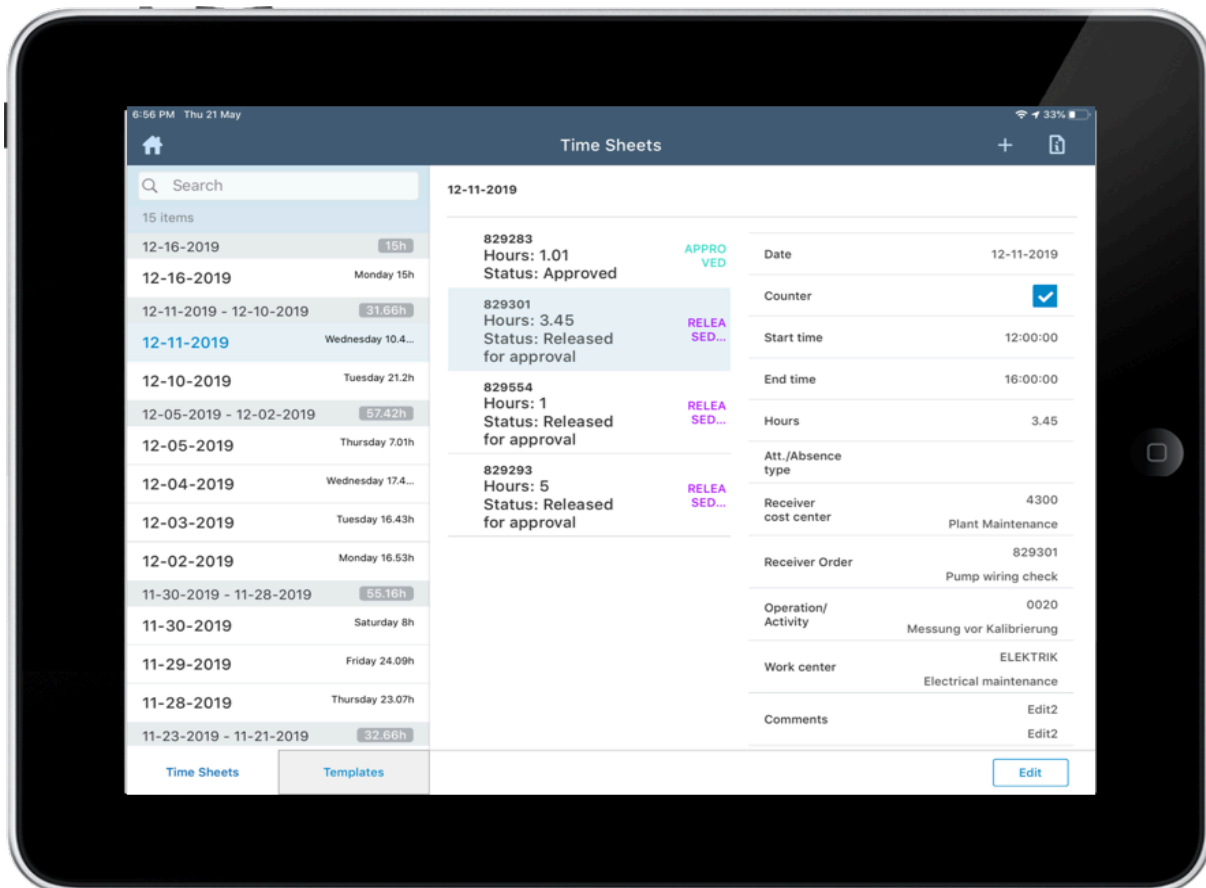 6:56 PM Thu 21 May
33%
Time Sheets
Search
15 items
12-16-2019 15h
12-16-2019 Monday 15h
12-11-2019 - 12-10-2019 31.66h
12-11-2019 Wednesday 10.4...
12-10-2019 Tuesday 21.2h
12-05-2019 - 12-02-2019 57.42h
12-05-2019 Thursday 7.01h
12-04-2019 Wednesday 17.4...
12-03-2019 Tuesday 16.43h
12-02-2019 Monday 16.53h
11-30-2019 - 11-28-2019 55.16h
11-30-2019 Saturday 8h
11-29-2019 Friday 24.09h
11-28-2019 Thursday 23.07h
11-23-2019 - 11-21-2019 32.66h
Time Sheets
Templates
12-11-2019
829283
Hours: 1.01
Status: Approved
APPRO
VED
829301
Hours: 3.45
Status: Released
for approval
RELEA
SED...
829554
Hours: 1
Status: Released
for approval
RELEA
SED...
829293
Hours: 5
Status: Released
for approval
RELEA
SED...
Date 12-11-2019
Counter
Start time 12:00:00
End time 16:00:00
Hours 3.45
Att./Absence
type
Receiver
cost center
4300
Plant Maintenance
Receiver Order
829301
Pump wiring check
Operation/
Activity
0020
Messung vor Kalibrierung
Work center
ELEKTRIK
Electrical maintenance
Comments
Edit2
Edit2
Edit